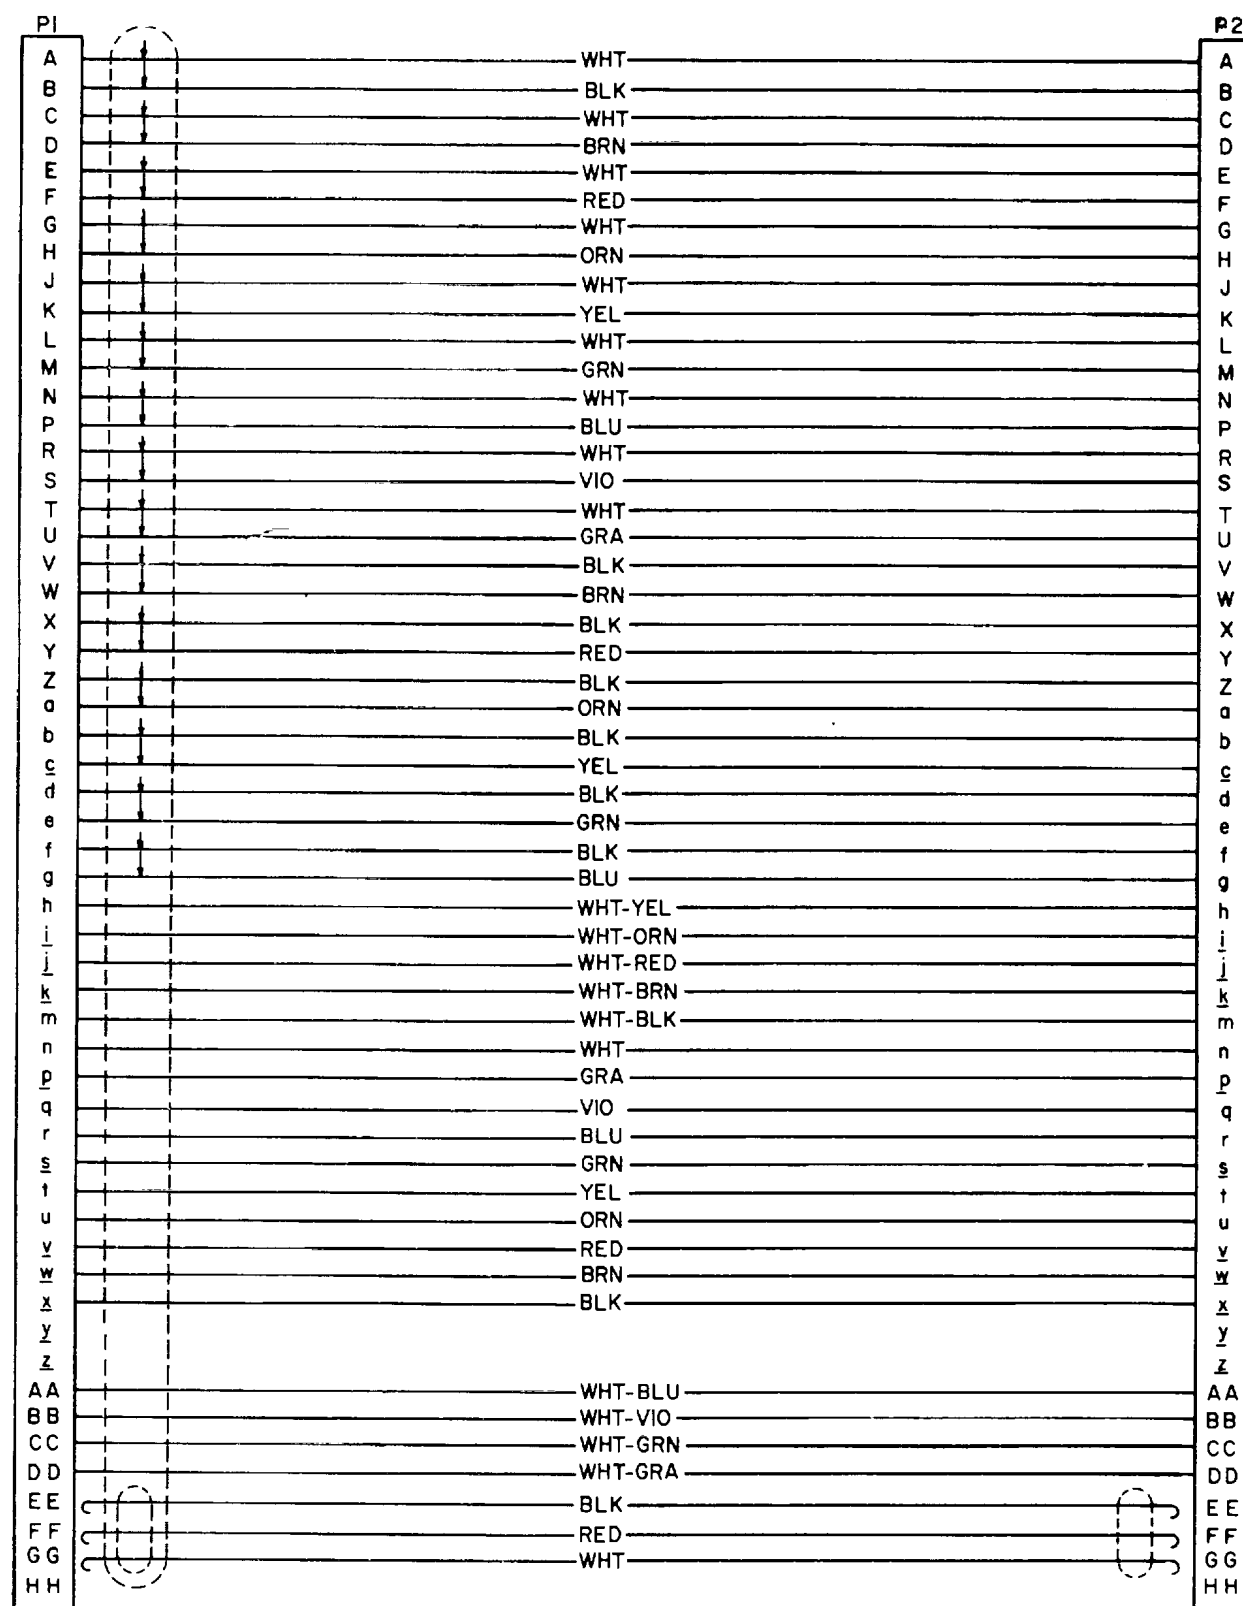 P1 P2
A WHT A
B BLK B
C WHT C
D BRN D
E WHT E
F RED F
G WHT G
H ORN H
J WHT J
K YEL K
L WHT L
M GRN M
N WHT N
P BLU P
R WHT R
S VIO S
T WHT T
U GRA U
V BLK V
W BRN W
X BLK X
Y RED Y
Z BLK Z
a ORN a
b BLK b
c YEL c
d BLK d
e GRN e
f BLK f
g BLU g
h WHT-YEL h
i WHT-ORN i
j WHT-RED j
k WHT-BRN k
m WHT-BLK m
n WHT n
p GRA p
q VIO q
r BLU r
s GRN s
t YEL t
u ORN u
v RED v
w BRN w
x BLK x
y y
z z
AA WHT-BLU AA
BB WHT-VIO BB
CC WHT-GRN CC
DD WHT-GRA DD
EE BLK EE
FF RED FF
GG WHT GG
HH HH